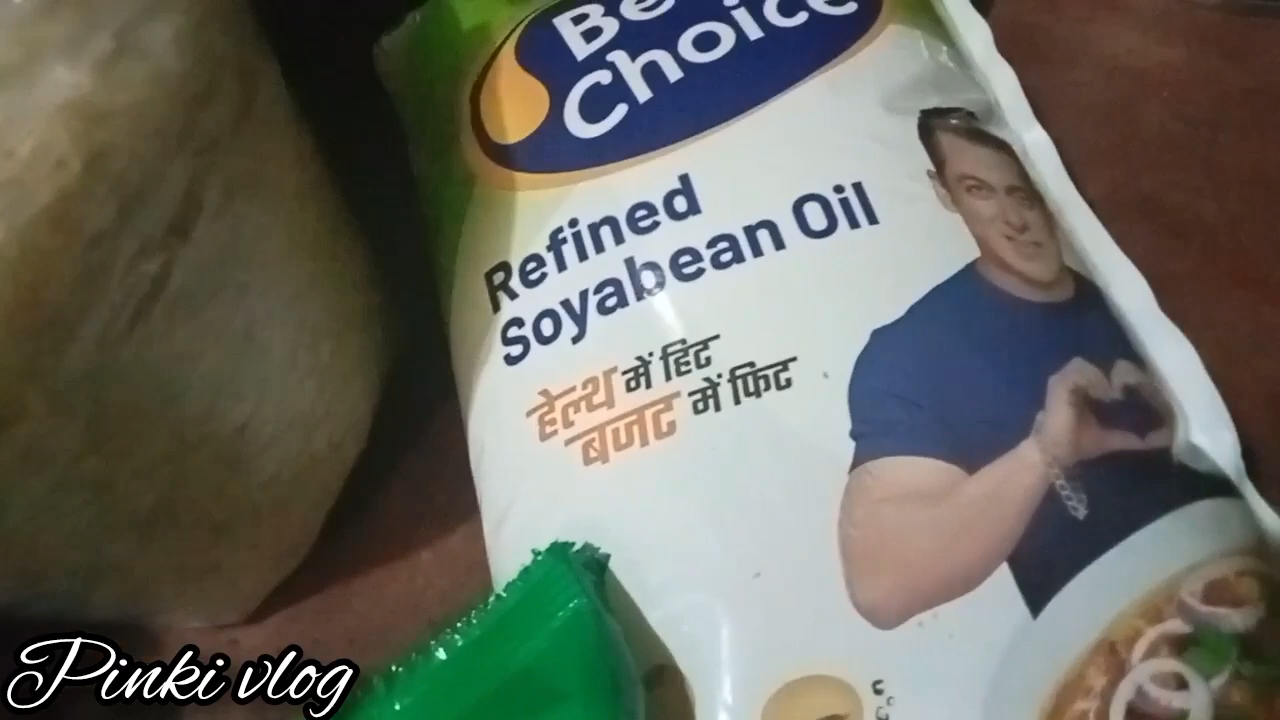 Choice
Refined
Soyabean Oil
हेल्थ में हिट
बजट में फिट
Pinki vlog